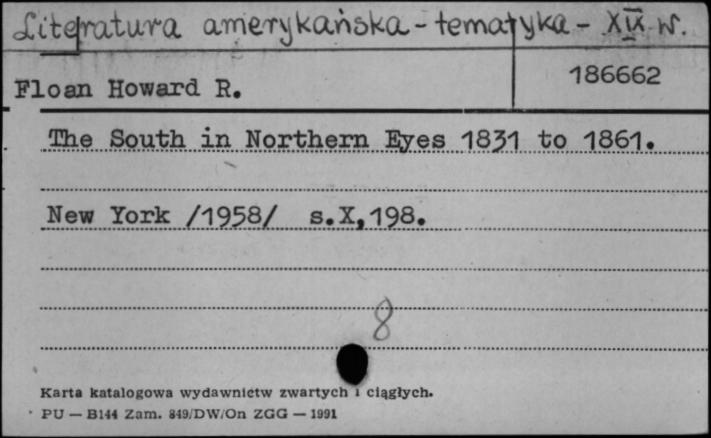 Literatura amerykańska - tematyka - XIX w.
Floan Howard R.
186662
The South in Northern Eyes 1831 to 1861.
New York /1958/ s.X,198.
8
Karta katalogowa wydawnictw zwartych i ciągłych.
PU — B144 Zam. 849/DW/On ZGG — 1991